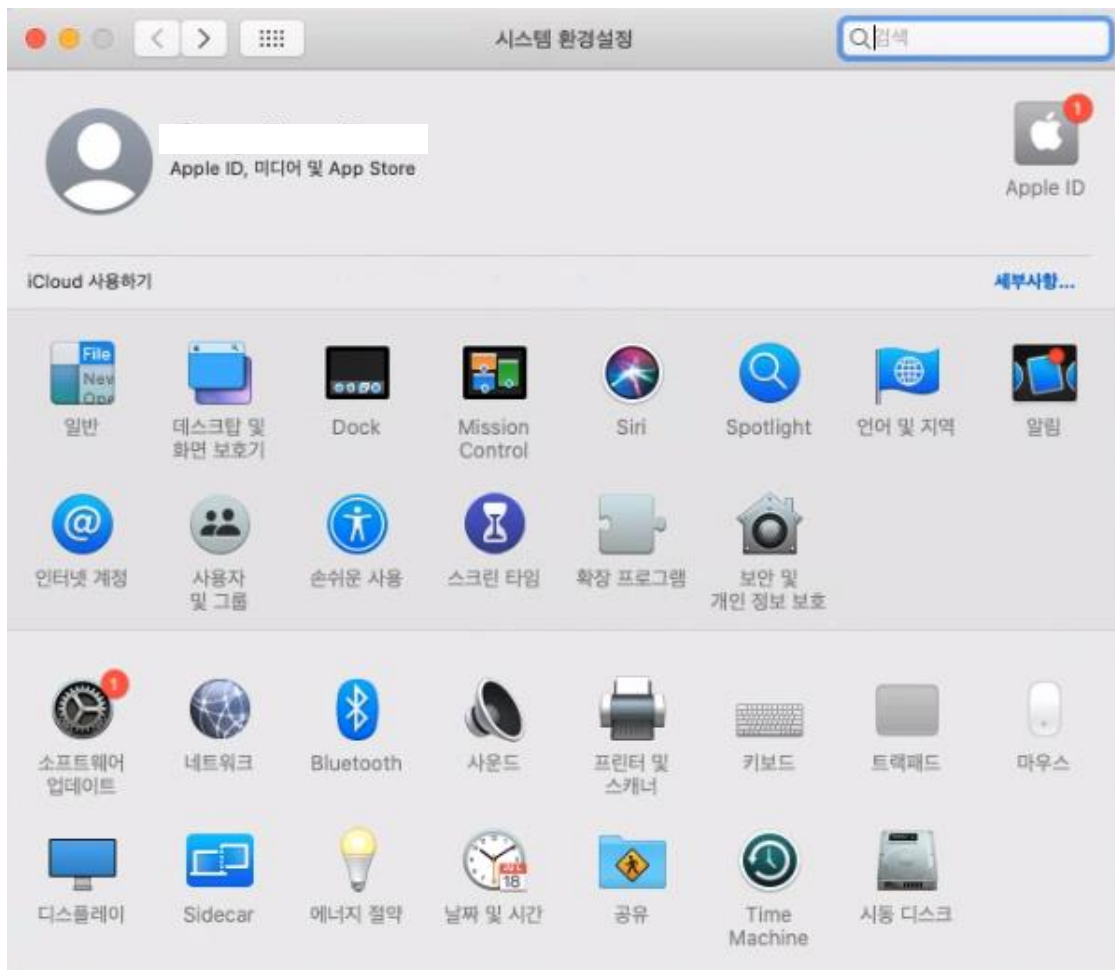 시스템 환경설정
검색
1
Apple ID, 미디어 및 App Store
Apple ID
iCloud 사용하기
세부사항...
File
New
Ope
일반
데스크탑 및
화면 보호기
Dock
Mission
Control
Siri
Spotlight
언어 및 지역
알림
@
인터넷 계정
사용자
및 그룹
손쉬운 사용
스크린 타임
확장 프로그램
보안 및
개인 정보 보호
1
소프트웨어
업데이트
네트워크
Bluetooth
사운드
프린터 및
스캐너
키보드
트랙패드
마우스
디스플레이
Sidecar
에너지 절약
JUL
18
날짜 및 시간
공유
Time
Machine
시동 디스크